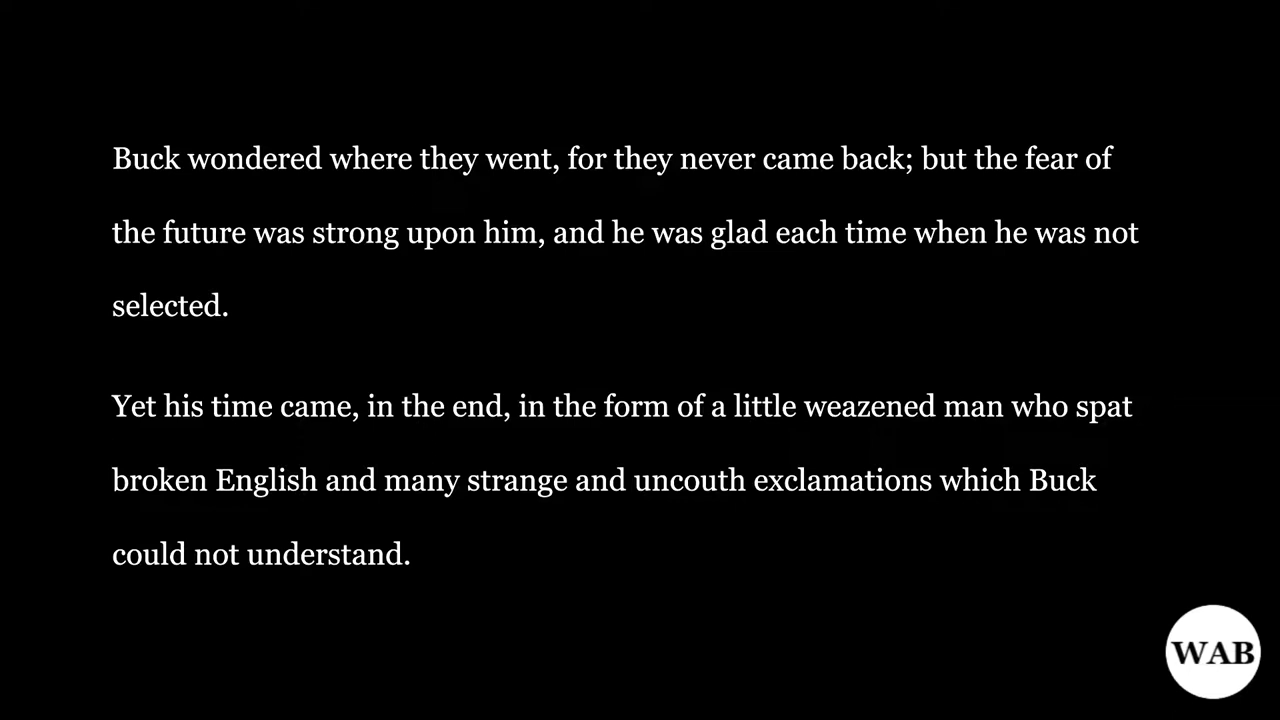 Buck wondered where they went, for they never came back; but the fear of
the future was strong upon him, and he was glad each time when he was not
selected.
Yet his time came, in the end, in the form of a little weazened man who spat
broken English and many strange and uncouth exclamations which Buck
could not understand.
WAB